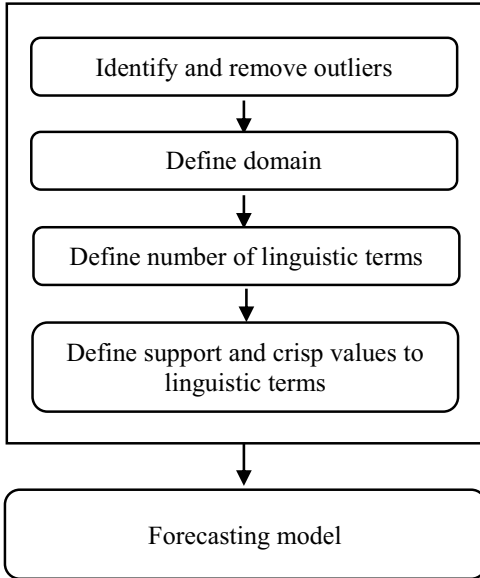 Identify and remove outliers
Define domain
Define number of linguistic terms
Define support and crisp values to
linguistic terms
Forecasting model